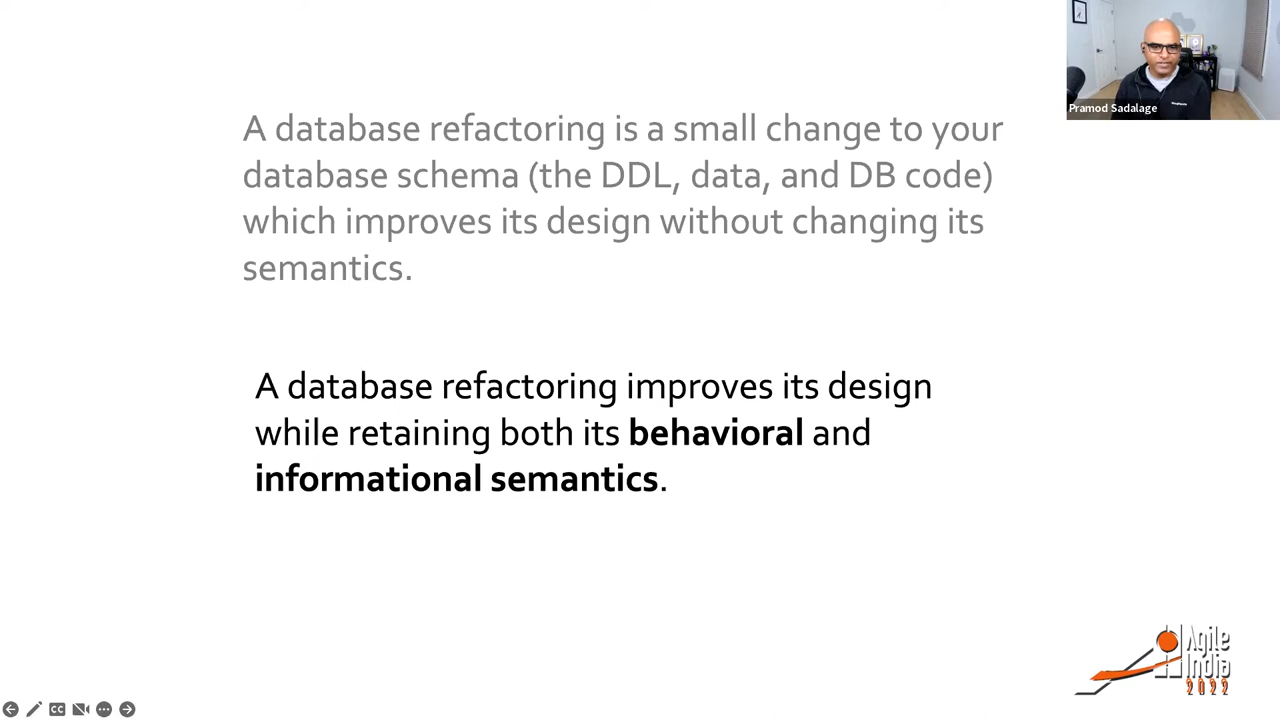 Pramod Sadalage
A database refactoring is a small change to your
database schema (the DDL, data, and DB code)
which improves its design without changing its
semantics.
A database refactoring improves its design
while retaining both its behavioral and
informational semantics.
Agile
India
2022
CC